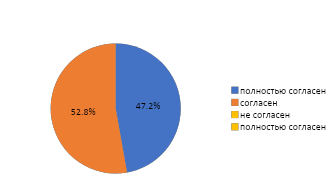 47.2%
52.8%
полностью согласен
согласен
не согласен
полностью согласен